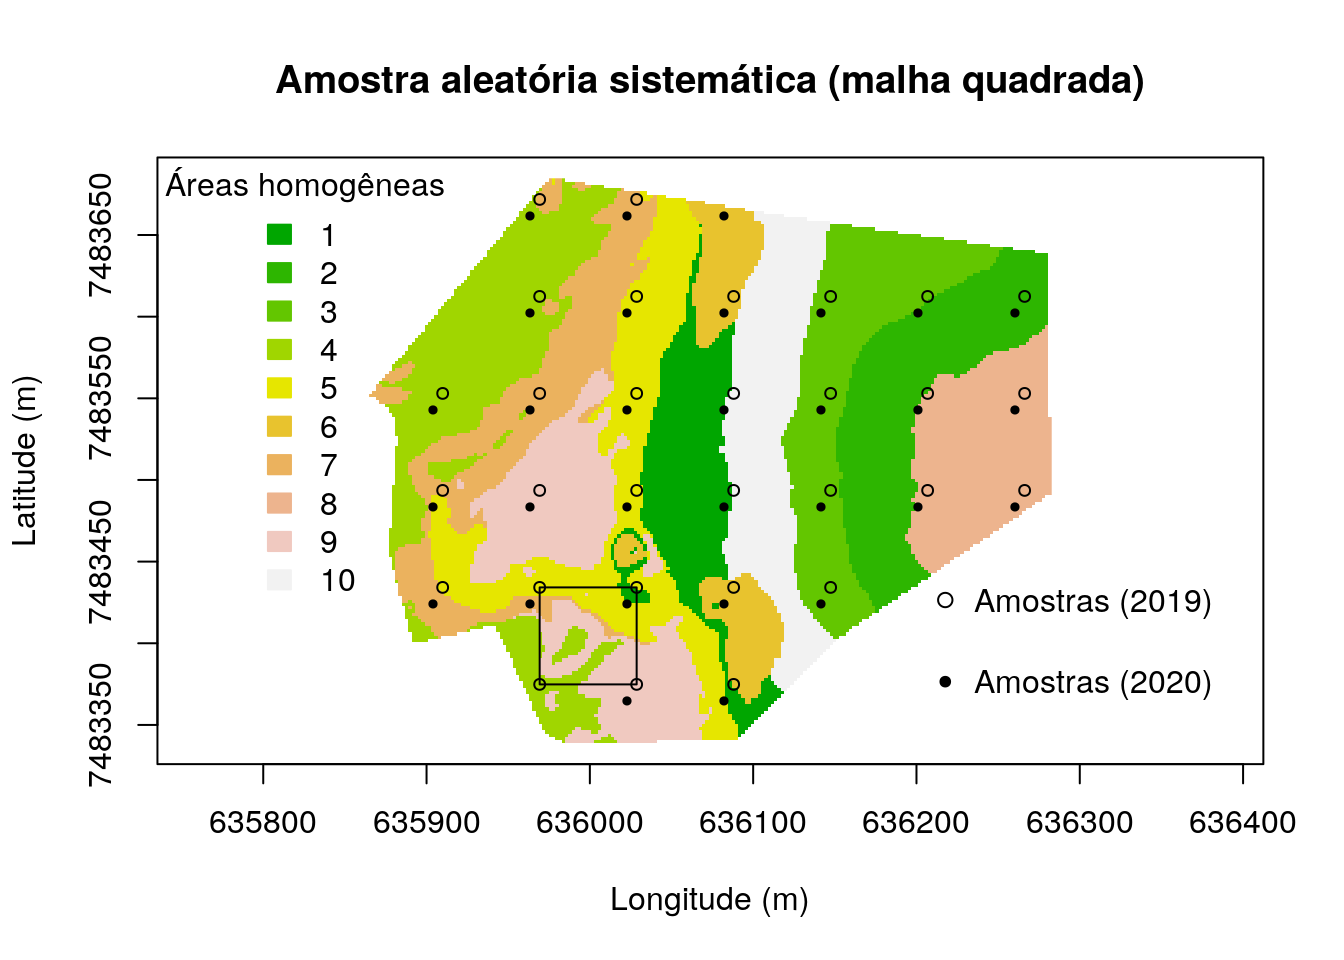 Amostra aleatória sistemática (malha quadrada)
Áreas homogêneas
1
2
3
4
5
6
7
8
9
10
Amostras (2019)
Amostras (2020)
7483650
7483550
7483450
7483350
Latitude (m)
635800 635900 636000 636100 636200 636300 636400
Longitude (m)